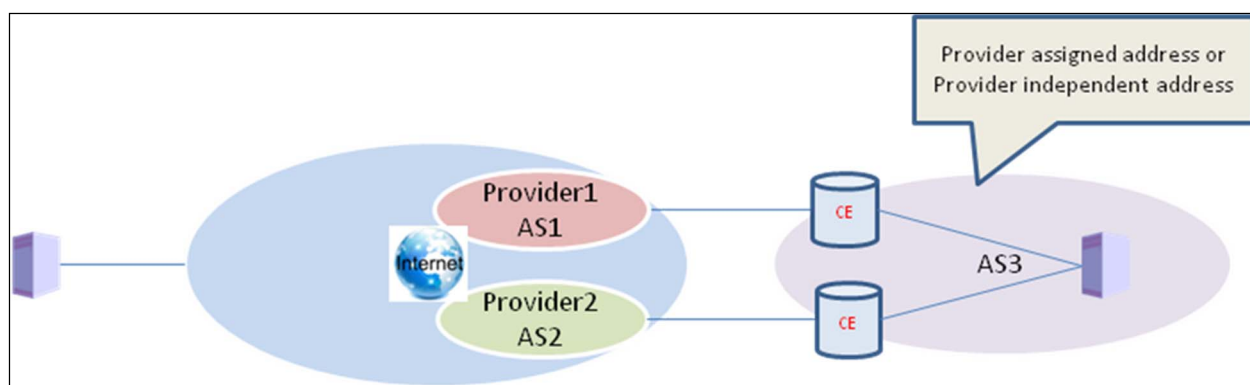 Provider assigned address or
Provider independent address
Provider1
AS1
CE
Internet
AS3
Provider2
AS2
CE